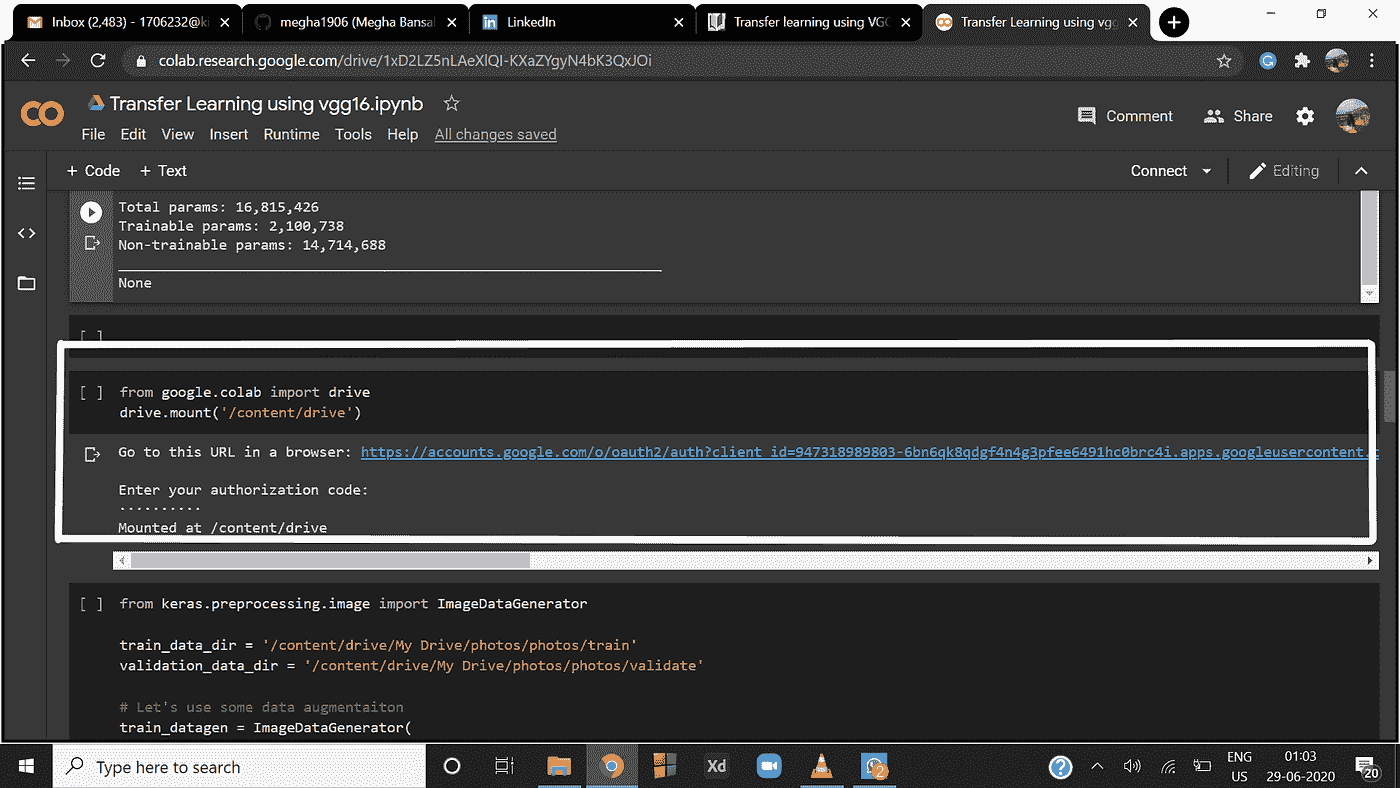 Inbox (2,483) - 1706232@ki
megha1906 (Megha Bansal
LinkedIn
Transfer learning using VGG
Transfer Learning using vgg
colab.research.google.com/drive/1xD2LZ5nLAeXlQI-KXaZYgyN4bK3QxJOi
Transfer Learning using vgg16.ipynb
File Edit View Insert Runtime Tools Help All changes saved
Comment Share
+ Code + Text
Connect Editing
Total params: 16,815,426
Trainable params: 2,100,738
Non-trainable params: 14,714,688
None
[ ]
[ ] from google.colab import drive
drive.mount('/content/drive')
Go to this URL in a browser: https://accounts.google.com/o/oauth2/auth?client_id=947318989803-6bn6qk8qdgf4n4g3pfee6491hc0brc4i.apps.googleusercontent.c
Enter your authorization code:
··········
Mounted at /content/drive
[ ] from keras.preprocessing.image import ImageDataGenerator
train_data_dir = '/content/drive/My Drive/photos/photos/train'
validation_data_dir = '/content/drive/My Drive/photos/photos/validate'
# Let's use some data augmentaiton
train_datagen = ImageDataGenerator(
Type here to search
Xd
2
ENG
US
01:03
29-06-2020
20